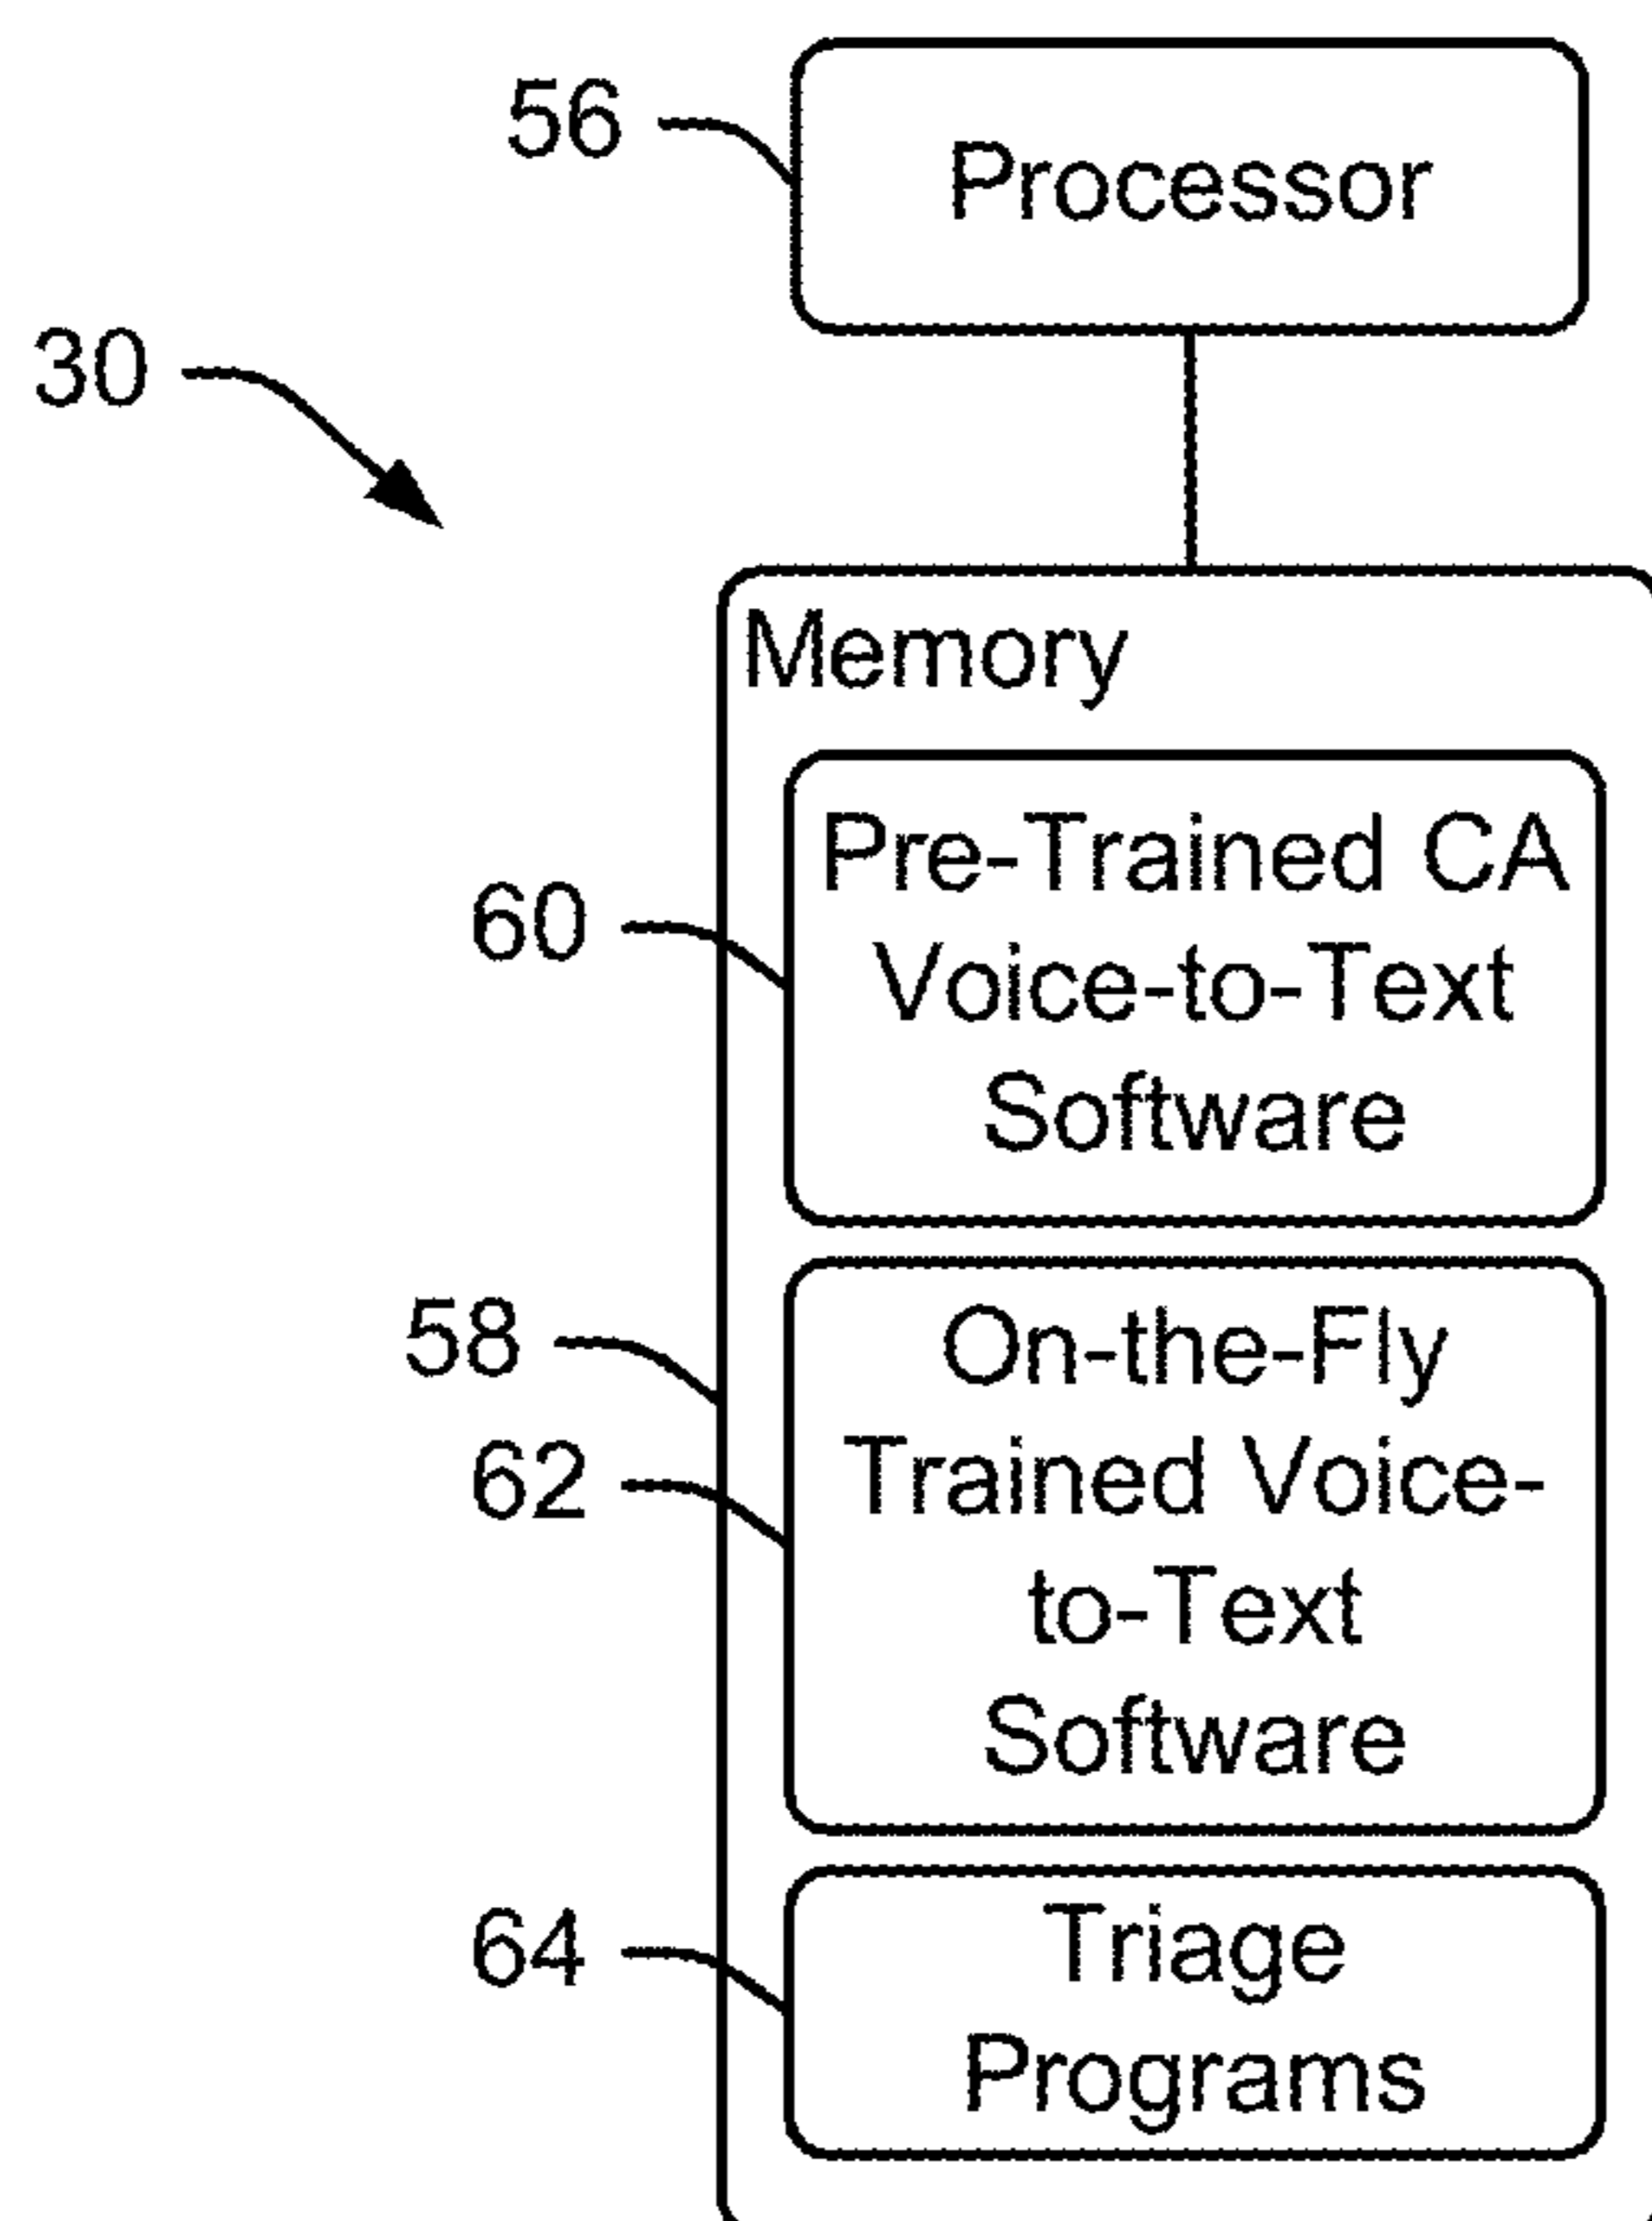 56
Processor
30
Memory
60
Pre-Trained CA
Voice-to-Text
Software
58
62
On-the-Fly
Trained Voice-
to-Text
Software
64
Triage
Programs